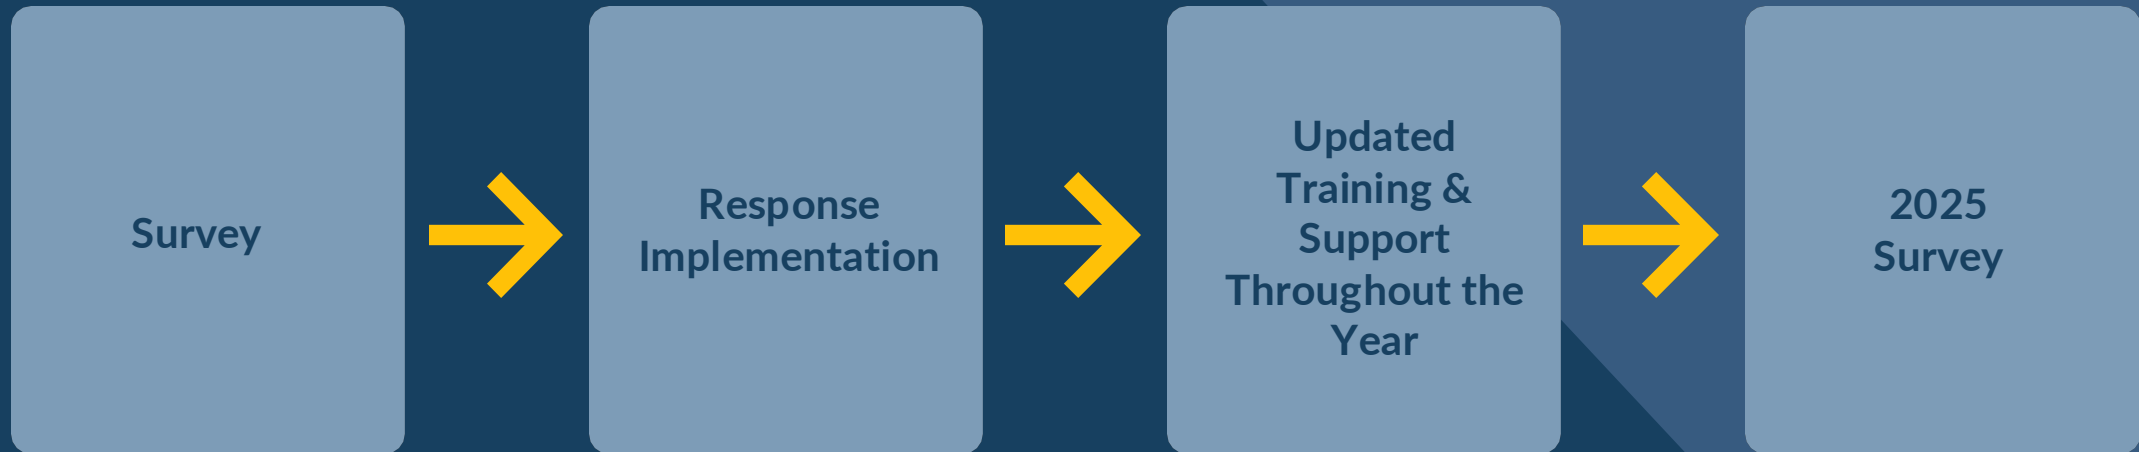 Survey
Response
Implementation
Updated
Training &
Support
Throughout the
Year
2025
Survey